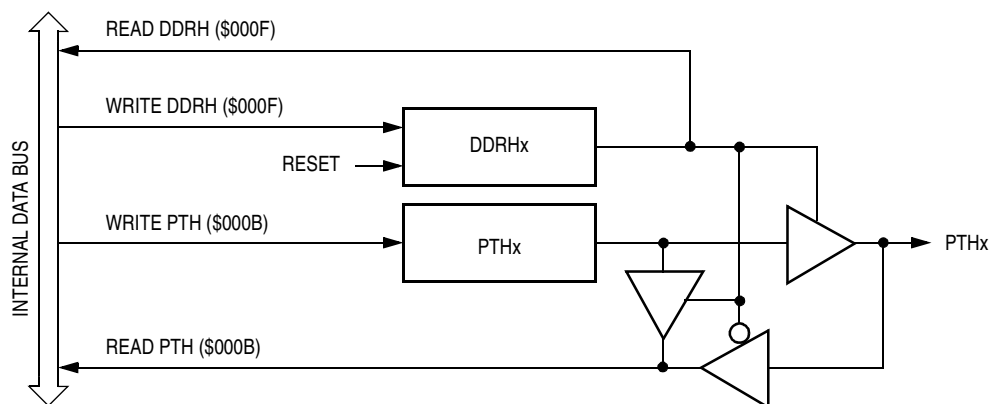 READ DDRH ($000F)
WRITE DDRH ($000F)
DDRHx
RESET
WRITE PTH ($000B)
PTHx
PTHx
READ PTH ($000B)
INTERNAL DATA BUS